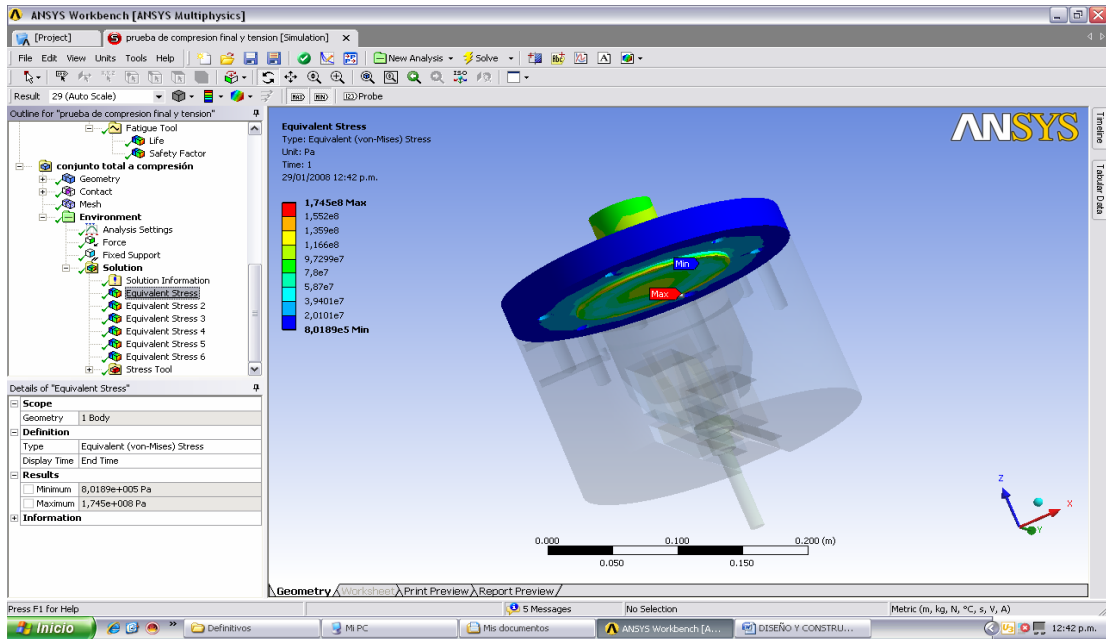 ANSYS Workbench [ANSYS Multiphysics]
[Project] prueba de compresion final y tension [Simulation]
File Edit View Units Tools Help New Analysis Solve
Result 29 (Auto Scale) MAX MIN Probe
Outline for "prueba de compresion final y tension"
Fatigue Tool
Life
Safety Factor
conjunto total a compresión
Geometry
Contact
Mesh
Environment
Analysis Settings
Force
Fixed Support
Solution
Solution Information
Equivalent Stress
Equivalent Stress 2
Equivalent Stress 3
Equivalent Stress 4
Equivalent Stress 5
Equivalent Stress 6
Stress Tool
Details of "Equivalent Stress"
Scope
Geometry 1 Body
Definition
Type Equivalent (von-Mises) Stress
Display Time End Time
Results
Minimum 8,0189e+005 Pa
Maximum 1,745e+008 Pa
Information
Equivalent Stress
Type: Equivalent (von-Mises) Stress
Unit: Pa
Time: 1
29/01/2008 12:42 p.m.
1,745e8 Max
1,552e8
1,359e8
1,166e8
9,7299e7
7,8e7
5,87e7
3,9401e7
2,0101e7
8,0189e5 Min
ANSYS
Min
Max
Z
X
Y
0.000 0.100 0.200 (m)
0.050 0.150
Timeline
Tabular Data
Geometry Worksheet Print Preview Report Preview
Press F1 for Help 5 Messages No Selection Metric (m, kg, N, °C, s, V, A)
Inicio Definitivos Mi PC Mis documentos ANSYS Workbench [A... DISEÑO Y CONSTRU... 12:42 p.m.